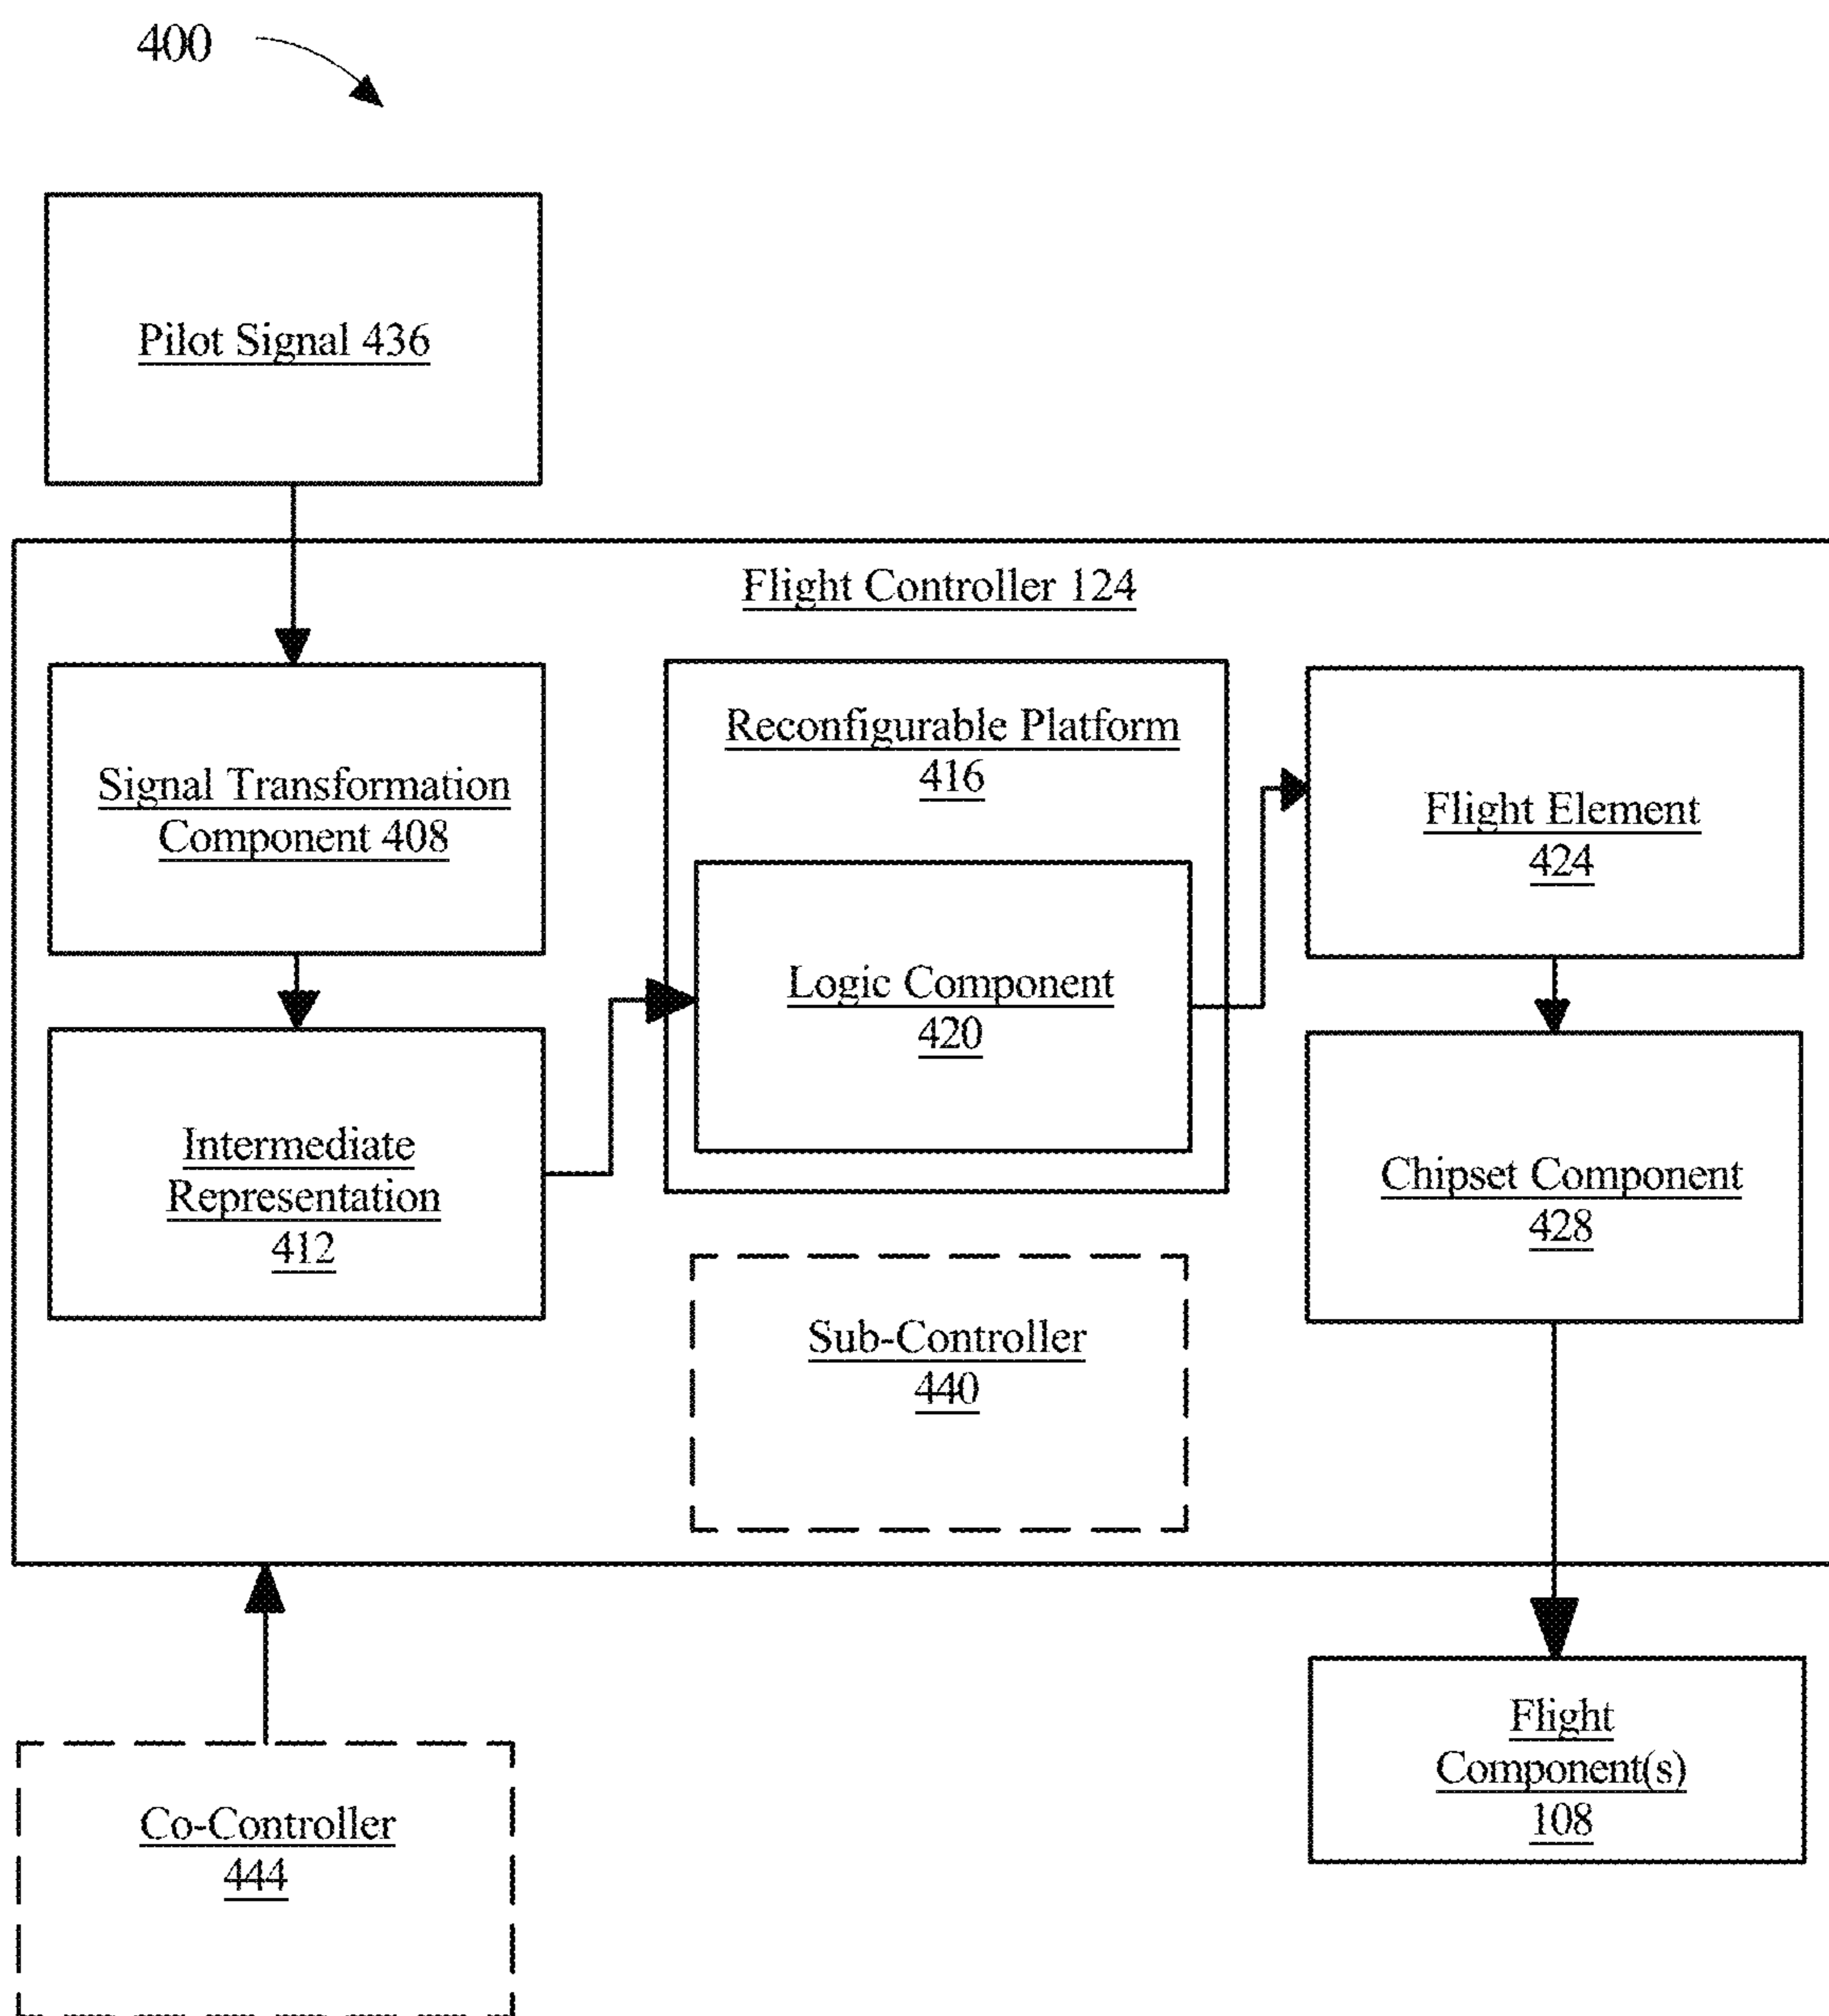 400
Pilot Signal 436
Flight Controller 124
Signal Transformation
Component 408
Intermediate
Representation
412
Reconfigurable Platform
416
Logic Component
420
Sub-Controller
440
Flight Element
424
Chipset Component
428
Co-Controller
444
Flight
Component(s)
108